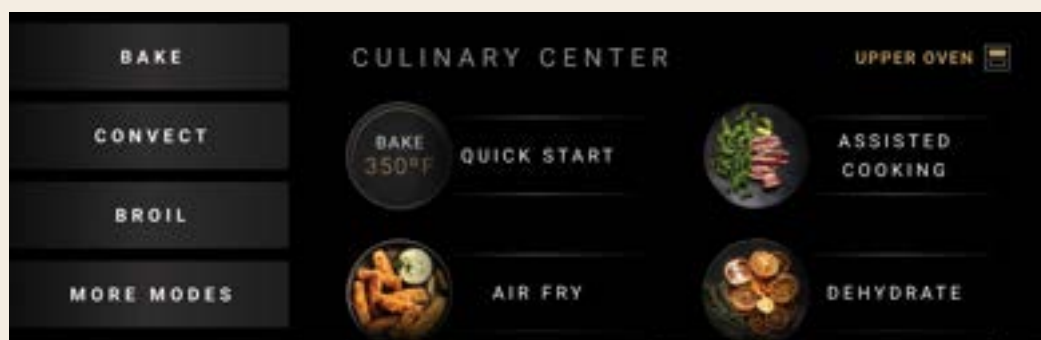 BAKE
CONVECT
BROIL
MORE MODES
CULINARY CENTER
UPPER OVEN
BAKE
350°F
QUICK START
ASSISTED
COOKING
AIR FRY
DEHYDRATE